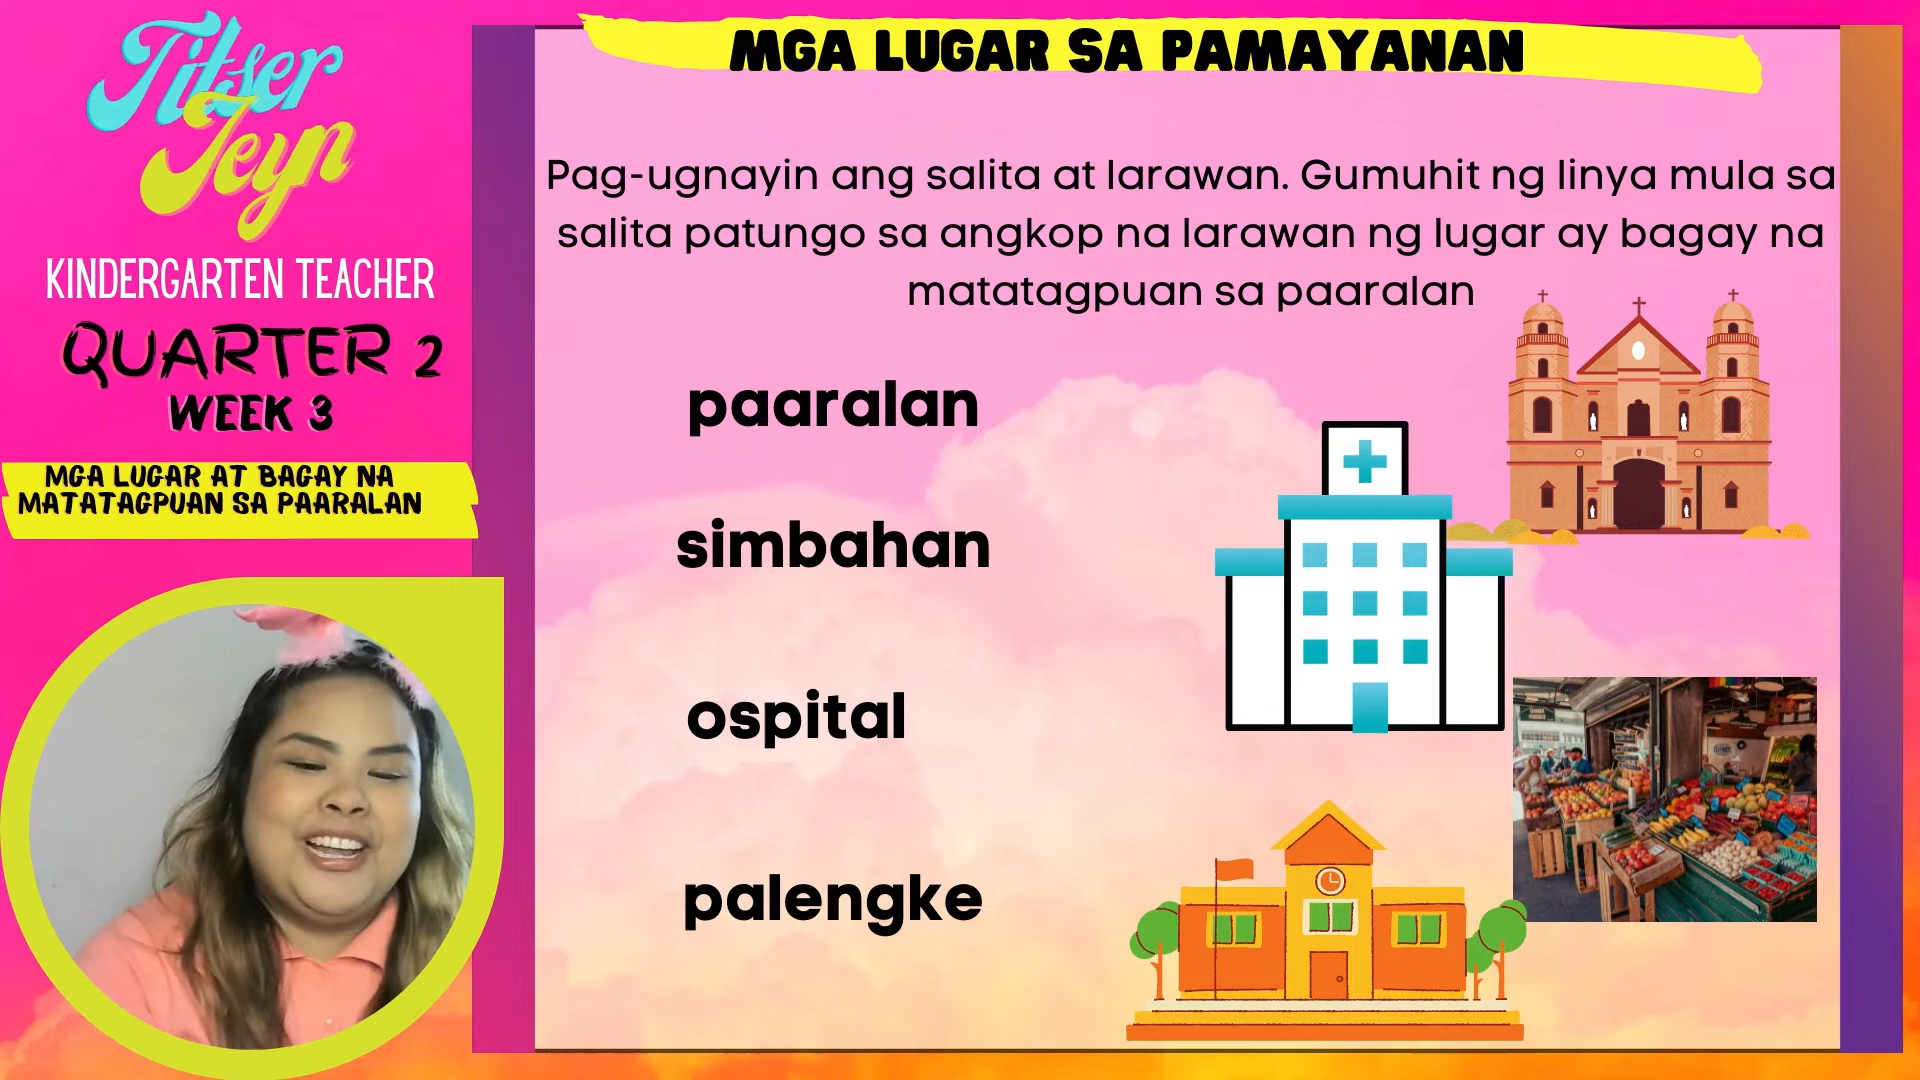 Titser
Jeyn
KINDERGARTEN TEACHER
QUARTER 2
WEEK 3
MGA LUGAR AT BAGAY NA
MATATAGPUAN SA PAARALAN
MGA LUGAR SA PAMAYANAN
Pag-ugnayin ang salita at larawan. Gumuhit ng linya mula sa
salita patungo sa angkop na larawan ng lugar ay bagay na
matatagpuan sa paaralan
paaralan
simbahan
ospital
palengke